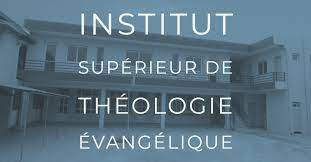 INSTITUT
SUPÉRIEUR DE
THÉOLOGIE
ÉVANGÉLIQUE